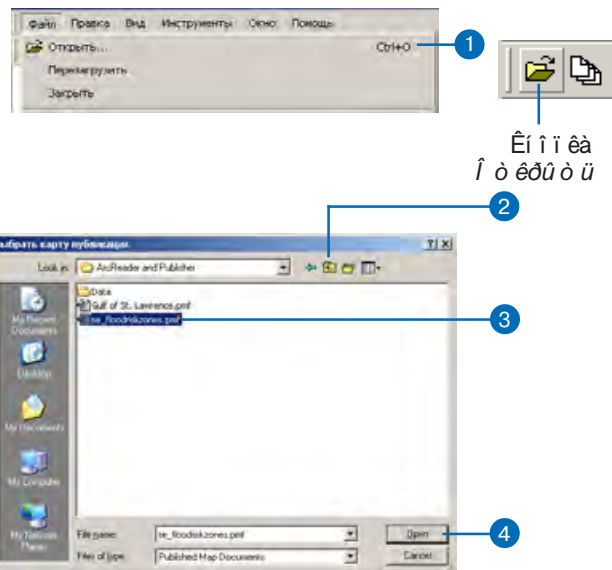 Файл Правка Вид Инструменты Окно Помощь
Открыть... Ctrl+O
Перезагрузить
Закрыть
1
Êí î ï êà
Î ò êðû ò ü
2
ыбрать карту публикации
Look in: ArcReader and Publisher
Data
Gulf of St. Lawrence.pmf
se_floodriskzones.pmf
3
My Recent Documents
Desktop
My Documents
My Computer
My Network Places
File name: se_floodriskzones.pmf Open
4
Files of type: Published Map Documents Cancel